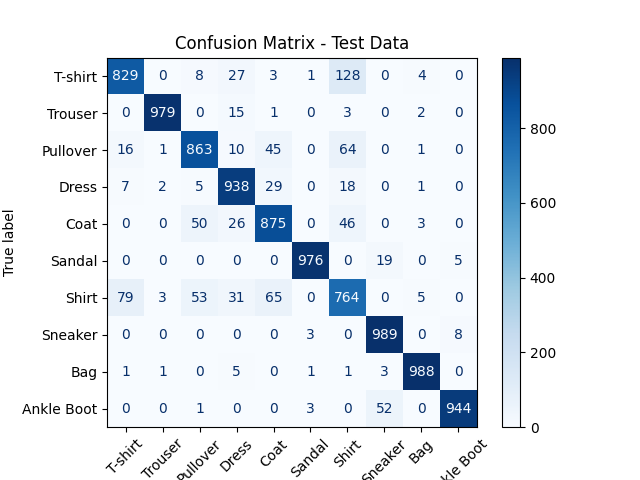 Confusion Matrix - Test Data
True label
T-shirt 829 0 8 27 3 1 128 0 4 0
Trouser 0 979 0 15 1 0 3 0 2 0
Pullover 16 1 863 10 45 0 64 0 1 0
Dress 7 2 5 938 29 0 18 0 1 0
Coat 0 0 50 26 875 0 46 0 3 0
Sandal 0 0 0 0 0 976 0 19 0 5
Shirt 79 3 53 31 65 0 764 0 5 0
Sneaker 0 0 0 0 0 3 0 989 0 8
Bag 1 1 0 5 0 1 1 3 988 0
Ankle Boot 0 0 1 0 0 3 0 52 0 944
T-shirt Trouser Pullover Dress Coat Sandal Shirt Sneaker Bag kle Boot
800
600
400
200
0